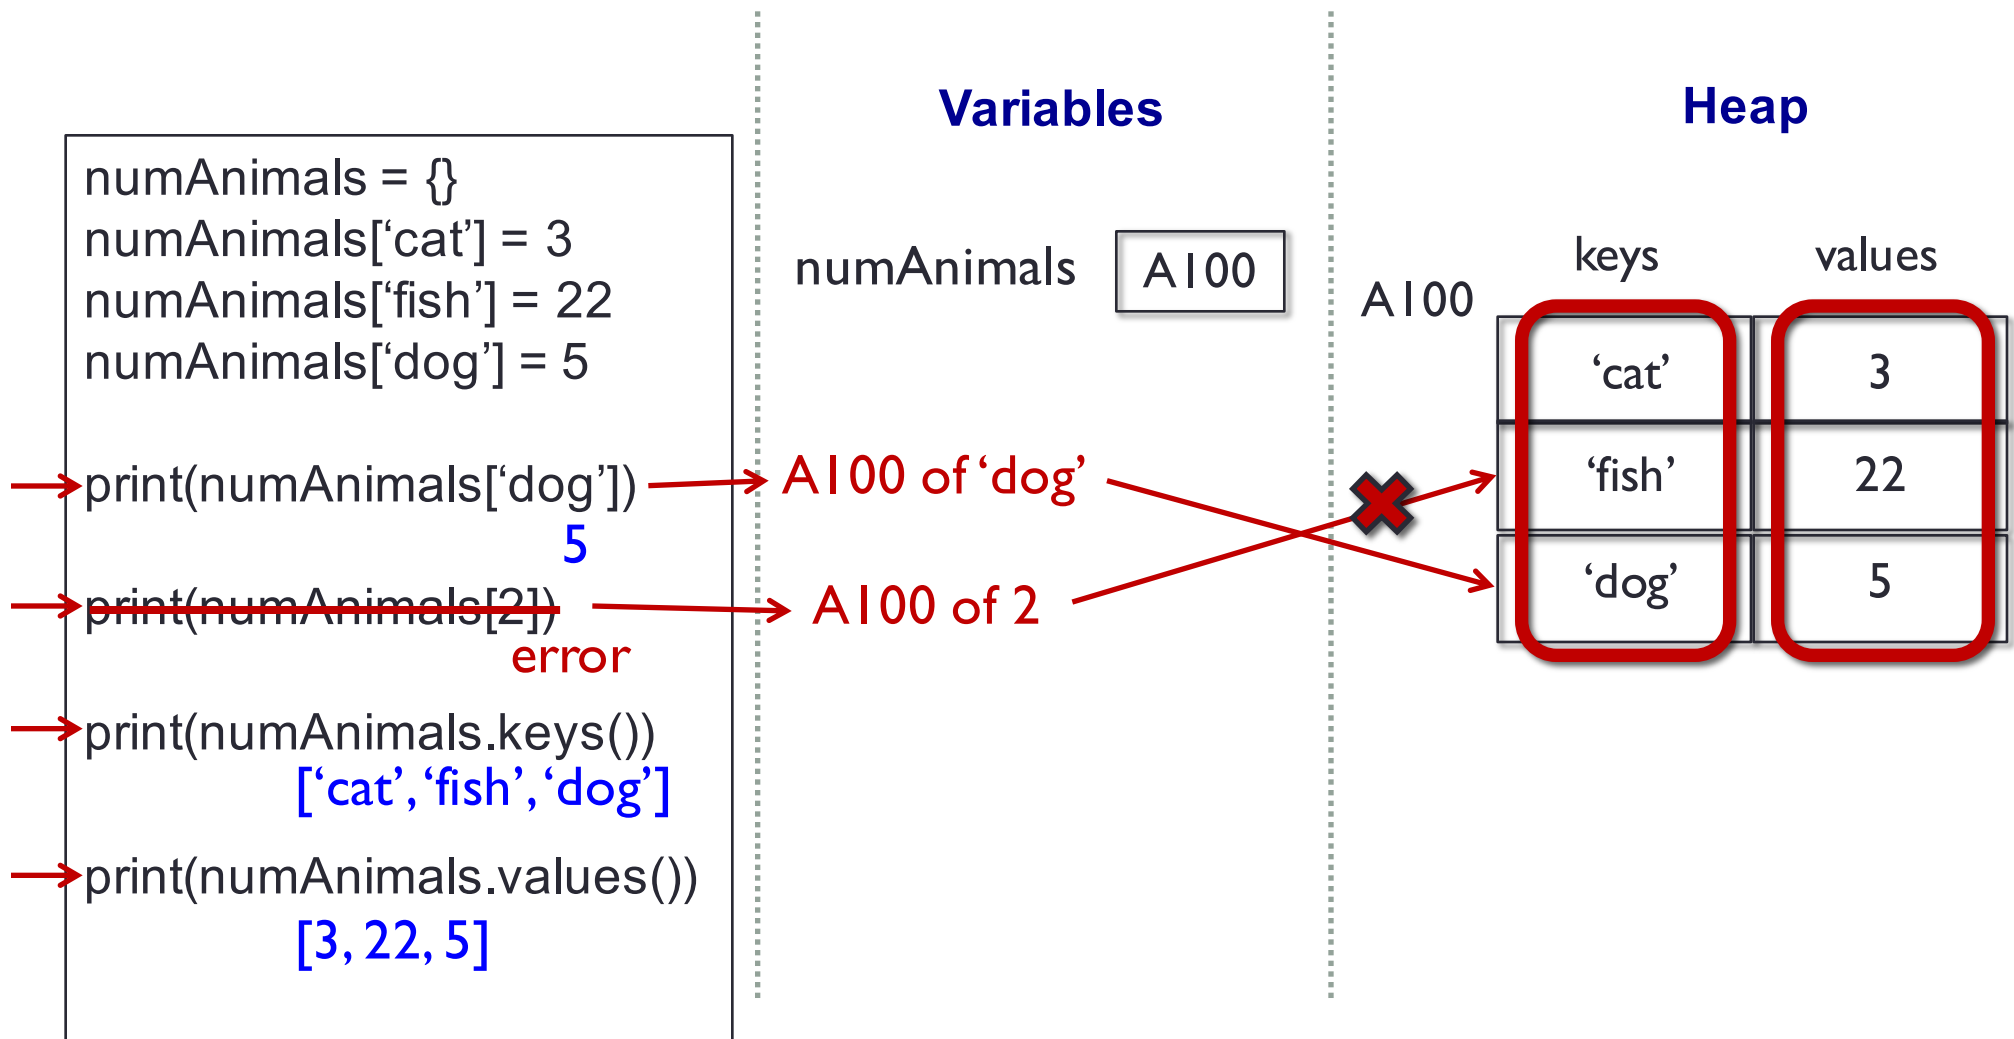 numAnimals = {}
numAnimals[‘cat’] = 3
numAnimals[‘fish’] = 22
numAnimals[‘dog’] = 5
print(numAnimals[‘dog’])
5
print(numAnimals[2])
error
print(numAnimals.keys())
[‘cat’, ‘fish’, ‘dog’]
print(numAnimals.values())
[3, 22, 5]
Variables
numAnimals A100
A100 of ‘dog’
A100 of 2
Heap
keys values
A100
‘cat’ 3
‘fish’ 22
‘dog’ 5